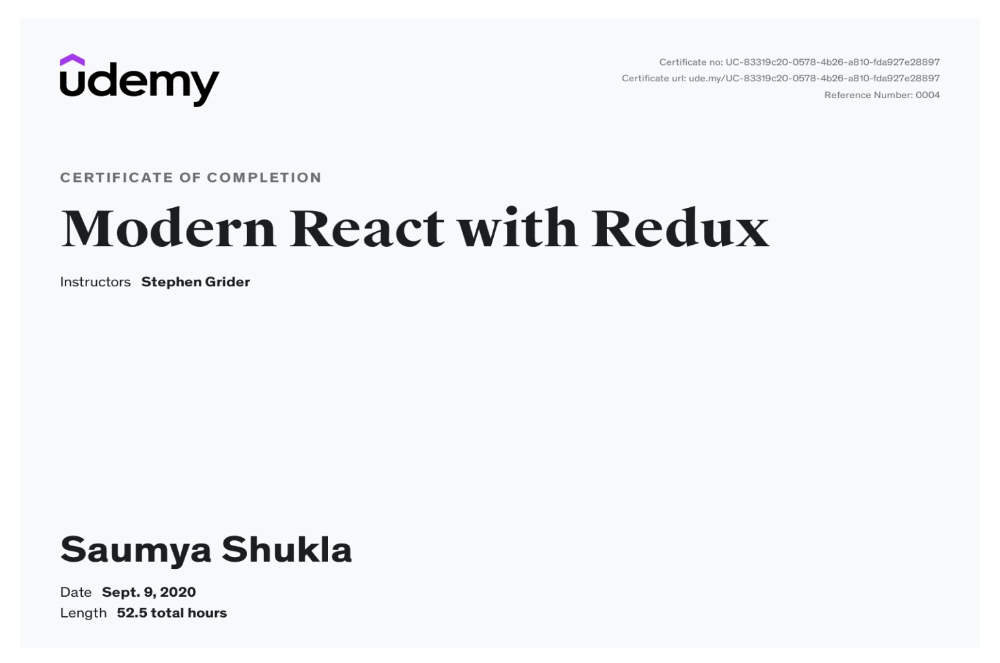 udemy
Certificate no: UC-83319c20-0578-4b26-a810-fda927e28897
Certificate url: ude.my/UC-83319c20-0578-4b26-a810-fda927e28897
Reference Number: 0004
CERTIFICATE OF COMPLETION
Modern React with Redux
Instructors Stephen Grider
Saumya Shukla
Date Sept. 9, 2020
Length 52.5 total hours